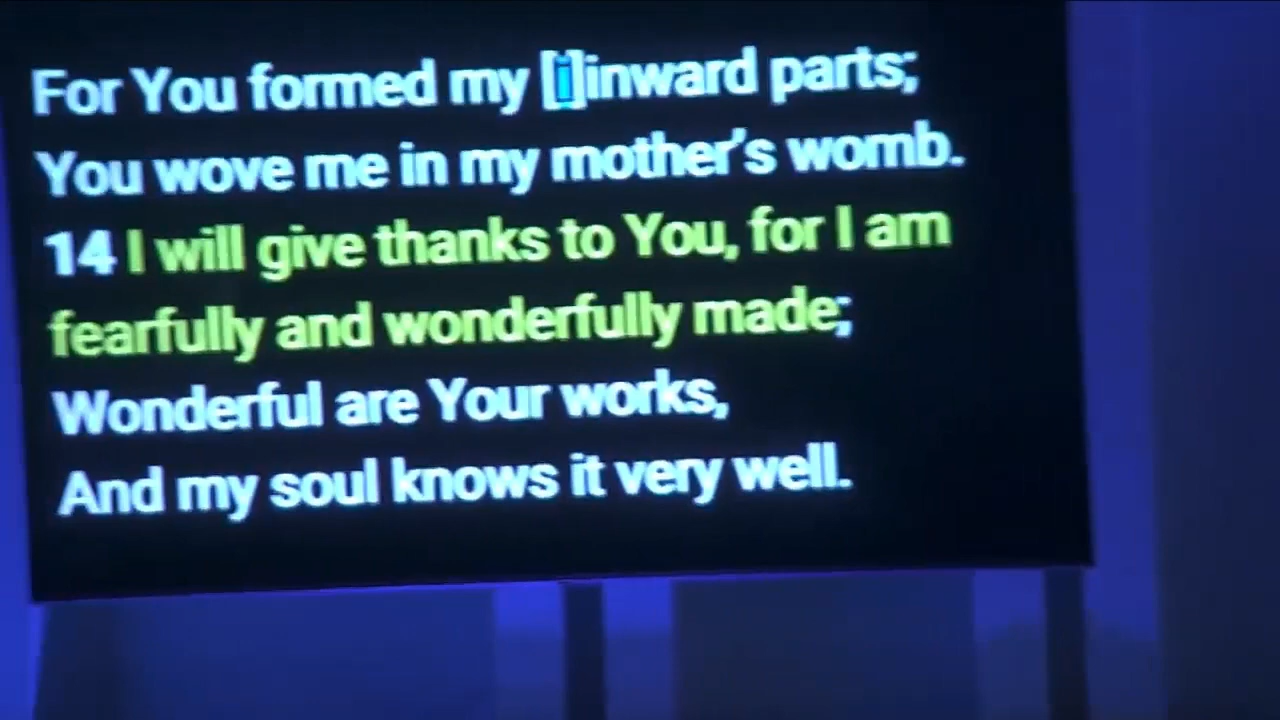 For You formed my [i]inward parts;
You wove me in my mother's womb.
14 I will give thanks to You, for I am
fearfully and wonderfully made;
Wonderful are Your works,
And my soul knows it very well.